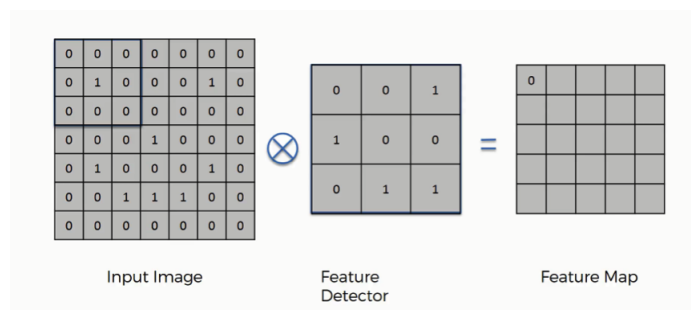 0 0 0 0 0 0 0
0 1 0 0 0 1 0
0 0 0 0 0 0 0
0 0 0 1 0 0 0
0 1 0 0 0 1 0
0 0 1 1 1 0 0
0 0 0 0 0 0 0
Input Image
⊗
0 0 1
1 0 0
0 1 1
Feature
Detector
=
0
Feature Map